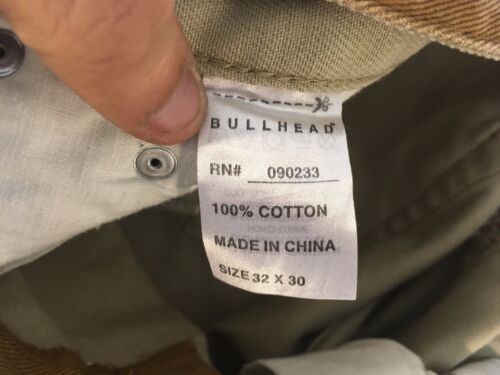 BULLHEAD
RN# 090233
100% COTTON
MADE IN CHINA
SIZE 32 X 30